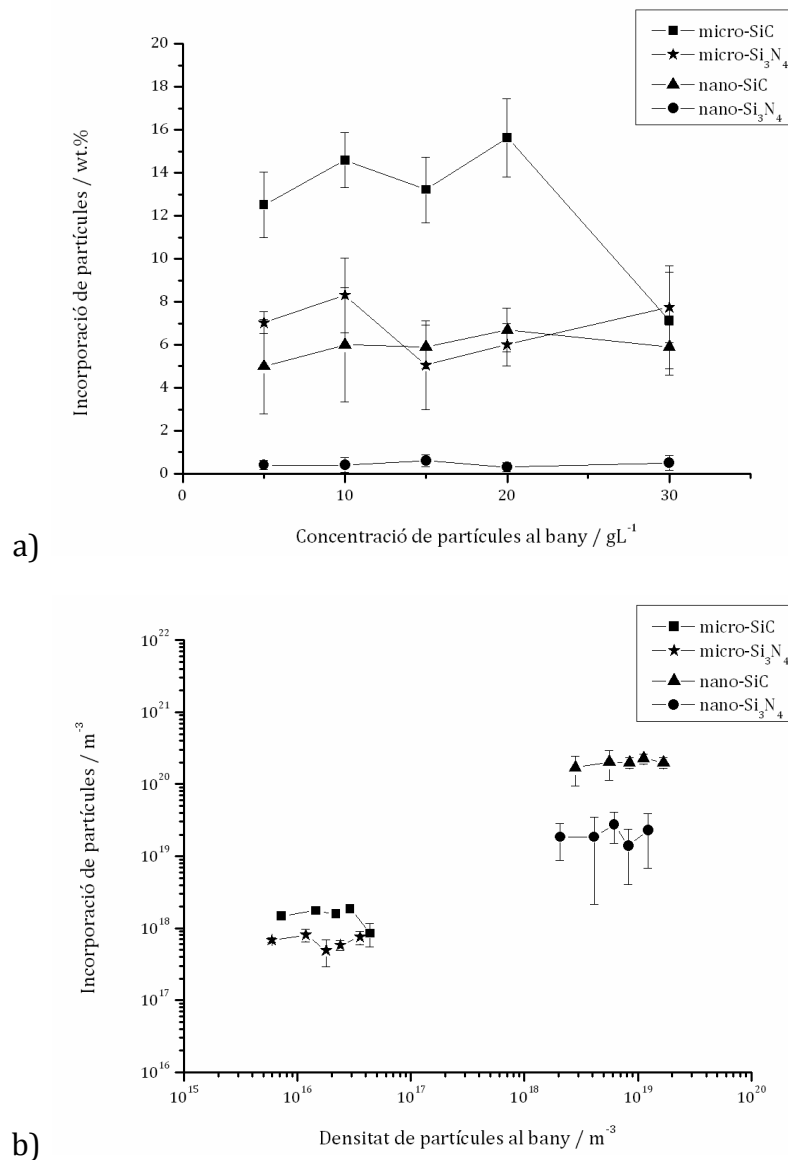 micro-SiC
micro-Si₃N₄
nano-SiC
nano-Si₃N₄
20
18
16
14
12
10
8
6
4
2
0
Incorporació de partícules / wt.%
0
10
20
30
Concentració de partícules al bany / gL⁻¹
a)
micro-SiC
micro-Si₃N₄
nano-SiC
nano-Si₃N₄
10²²
10²¹
10²⁰
10¹⁹
10¹⁸
10¹⁷
10¹⁶
Incorporació de partícules / m⁻³
10¹⁵
10¹⁶
10¹⁷
10¹⁸
10¹⁹
10²⁰
Densitat de partícules al bany / m⁻³
b)